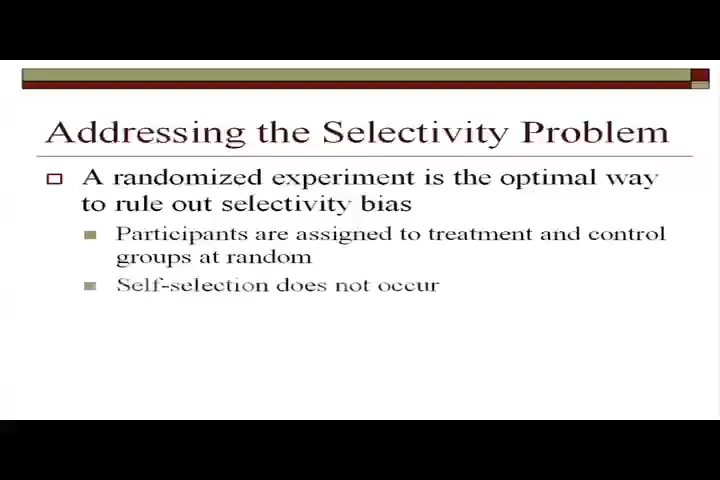 Addressing the Selectivity Problem
A randomized experiment is the optimal way
to rule out selectivity bias
Participants are assigned to treatment and control
groups at random
Self-selection does not occur